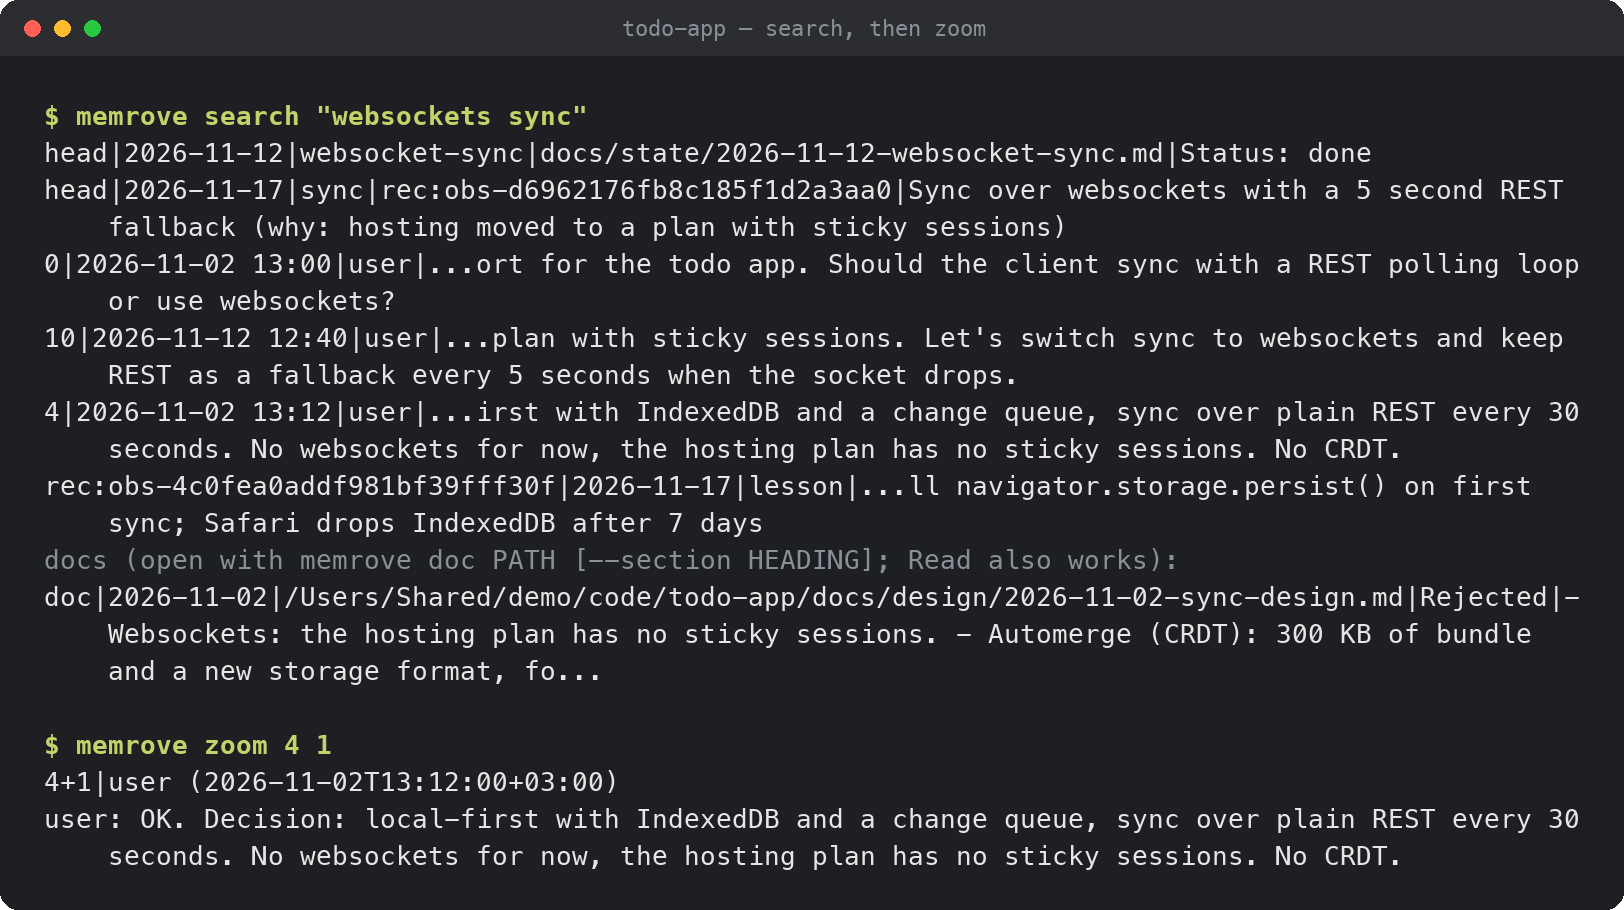 todo-app — search, then zoom
$ memrove search "websockets sync"
head|2026-11-12|websocket-sync|docs/state/2026-11-12-websocket-sync.md|Status: done
head|2026-11-17|sync|rec:obs-d6962176fb8c185f1d2a3aa0|Sync over websockets with a 5 second REST
fallback (why: hosting moved to a plan with sticky sessions)
0|2026-11-02 13:00|user|...ort for the todo app. Should the client sync with a REST polling loop
or use websockets?
10|2026-11-12 12:40|user|...plan with sticky sessions. Let's switch sync to websockets and keep
REST as a fallback every 5 seconds when the socket drops.
4|2026-11-02 13:12|user|...irst with IndexedDB and a change queue, sync over plain REST every 30
seconds. No websockets for now, the hosting plan has no sticky sessions. No CRDT.
rec:obs-4c0fea0addf981bf39fff30f|2026-11-17|lesson|...ll navigator.storage.persist() on first
sync; Safari drops IndexedDB after 7 days
docs (open with memrove doc PATH [--section HEADING]; Read also works):
doc|2026-11-02|/Users/Shared/demo/code/todo-app/docs/design/2026-11-02-sync-design.md|Rejected|-
Websockets: the hosting plan has no sticky sessions. - Automerge (CRDT): 300 KB of bundle
and a new storage format, fo...
$ memrove zoom 4 1
4+1|user (2026-11-02T13:12:00+03:00)
user: OK. Decision: local-first with IndexedDB and a change queue, sync over plain REST every 30
seconds. No websockets for now, the hosting plan has no sticky sessions. No CRDT.